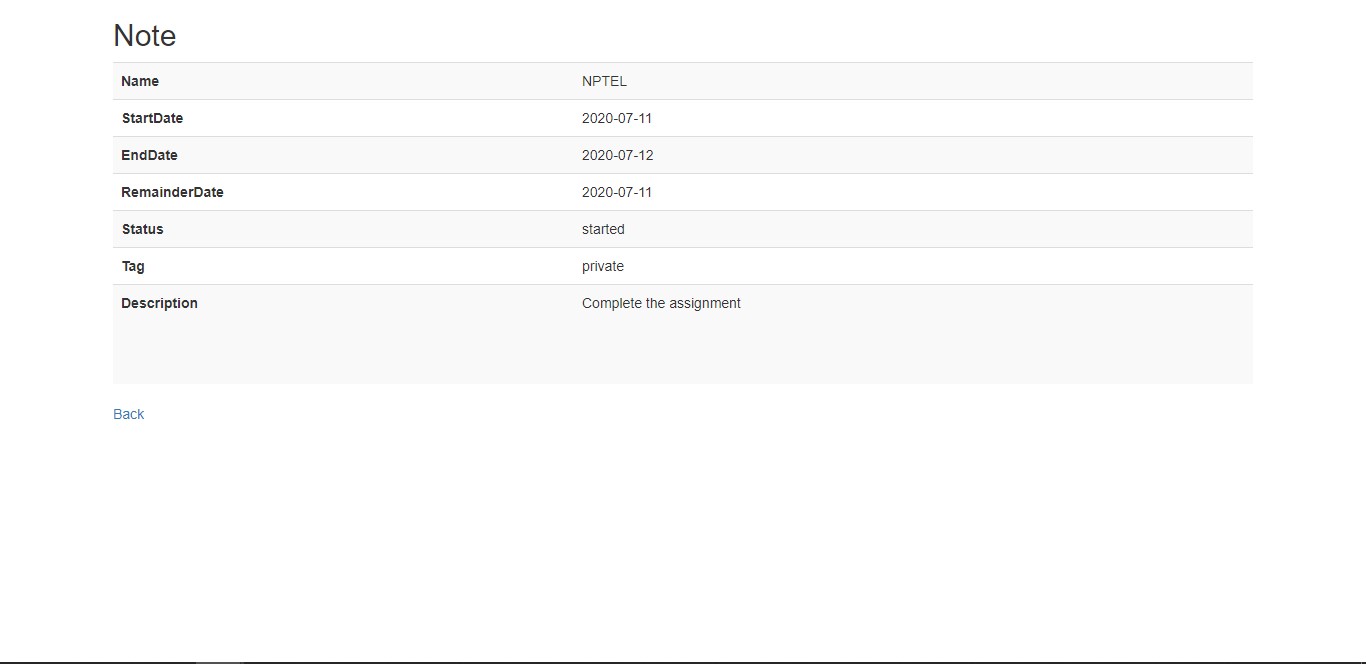 Note
Name NPTEL
StartDate 2020-07-11
EndDate 2020-07-12
RemainderDate 2020-07-11
Status started
Tag private
Description Complete the assignment
Back